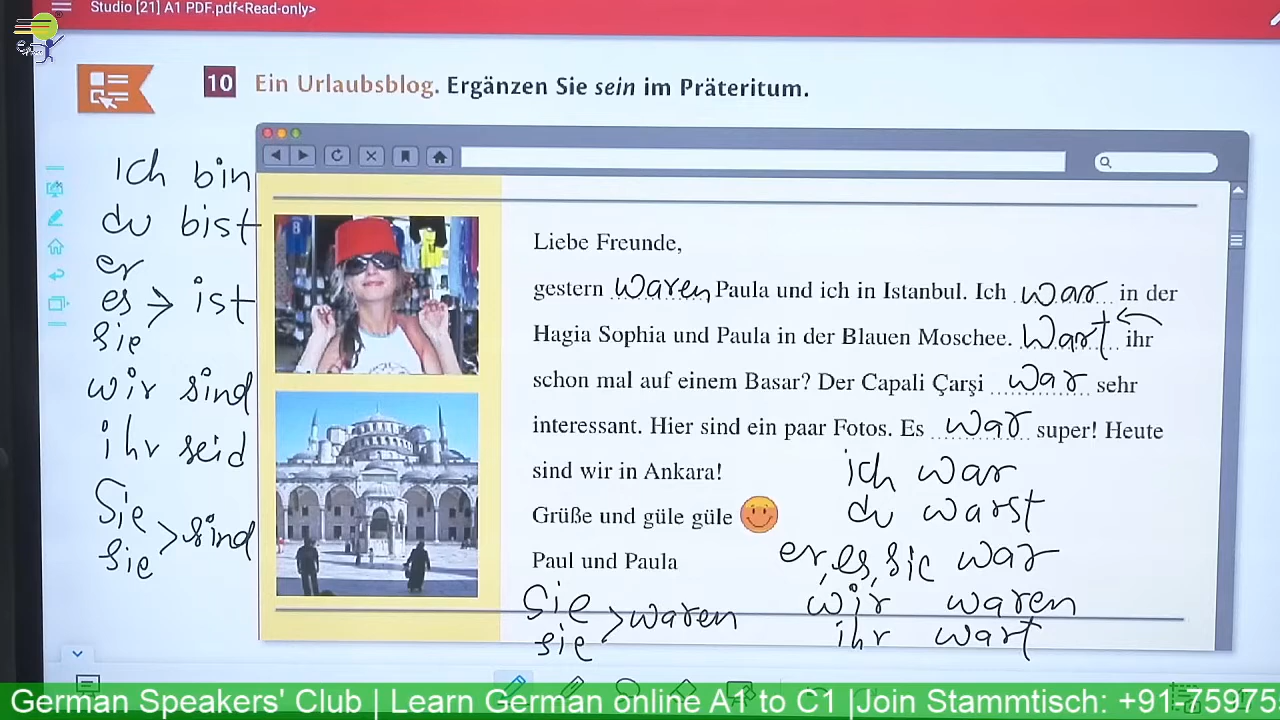 Studio [21] A1 PDF.pdf<Read-only>
10 Ein Urlaubsblog. Ergänzen Sie sein im Präteritum.
ich bin
du bist
er
es > ist
sie
wir sind
ihr seid
Sie
sie > sind
Liebe Freunde,
gestern waren Paula und ich in Istanbul. Ich war in der
Hagia Sophia und Paula in der Blauen Moschee. Wart ihr
schon mal auf einem Basar? Der Capali Çarşi war sehr
interessant. Hier sind ein paar Fotos. Es war super! Heute
sind wir in Ankara!
Grüße und güle güle
Paul und Paula
ich war
du warst
er, es, sie war
wir waren
ihr wart
Sie
sie > waren
German Speakers' Club | Learn German online A1 to C1 |Join Stammtisch: +91-75975